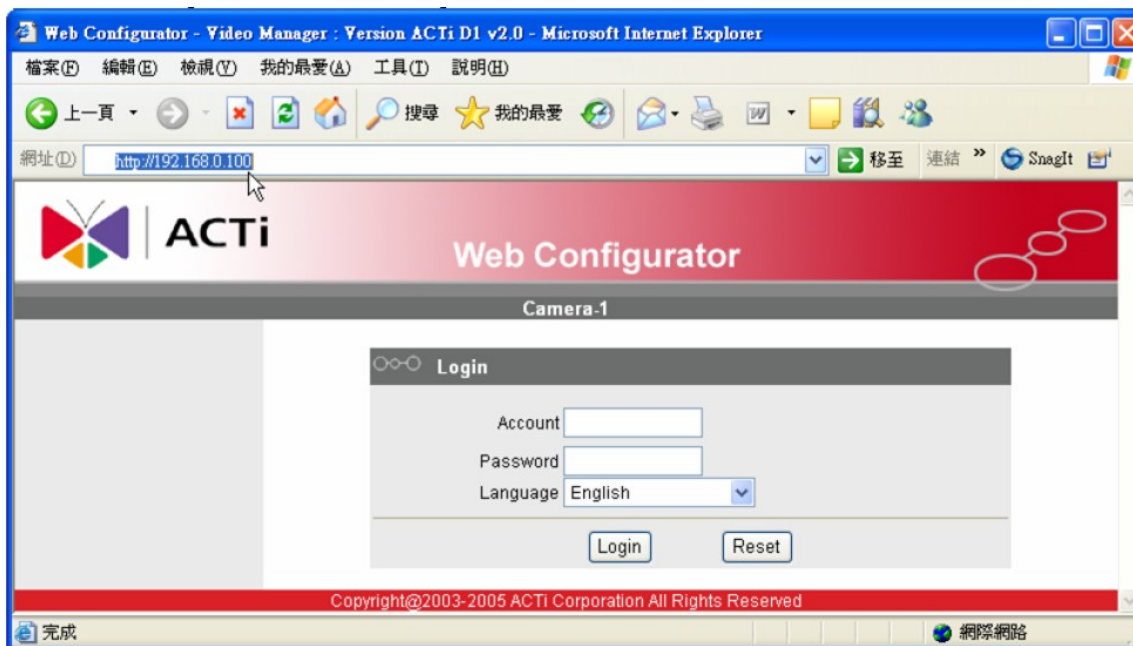 Web Configurator - Video Manager : Version ACTi D1 v2.0 - Microsoft Internet Explorer
檔案(F) 編輯(E) 檢視(V) 我的最愛(A) 工具(T) 說明(H)
上一頁 搜尋 我的最愛
網址(D) http://192.168.0.100 移至 連結 » SnagIt
ACTi
Web Configurator
Camera-1
Login
Account
Password
Language English
Login Reset
Copyright@2003-2005 ACTi Corporation All Rights Reserved
完成 網際網路